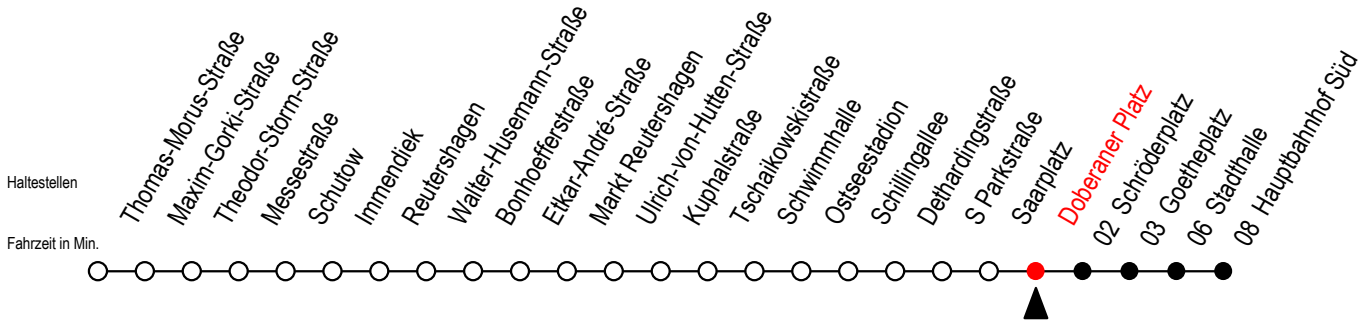 Haltestellen
Fahrzeit in Min.
Thomas-Morus-Straße
Maxim-Gorki-Straße
Theodor-Storm-Straße
Messestraße
Schutow
Immendiek
Reutershagen
Walter-Husemann-Straße
Bonhoefferstraße
Etkar-André-Straße
Markt Reutershagen
Ulrich-von-Hutten-Straße
Kuphalstraße
Tschaikowskistraße
Schwimmhalle
Ostseestadion
Schillingallee
Dethardingstraße
S Parkstraße
Saarplatz
Doberaner Platz
02 Schröderplatz
03 Goetheplatz
06 Stadthalle
08 Hauptbahnhof Süd